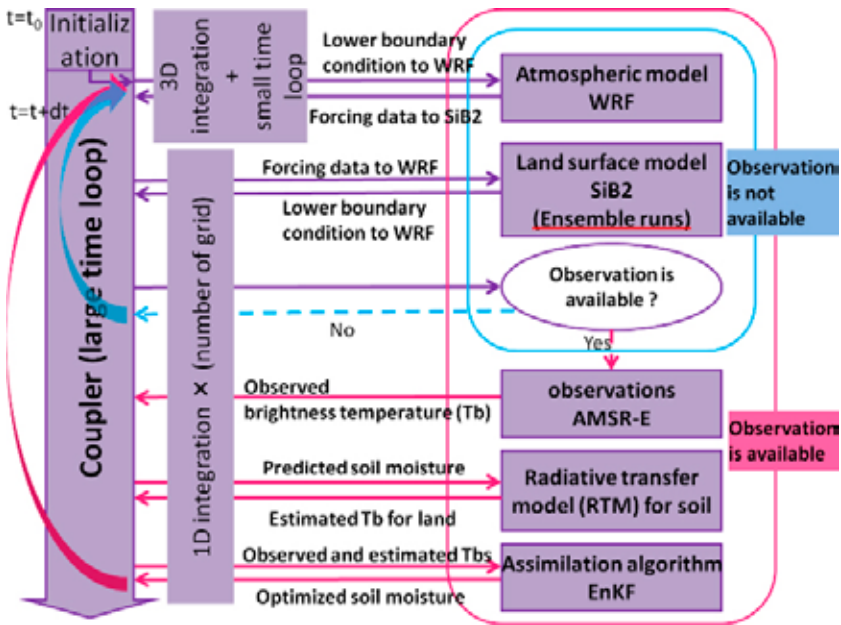 t=t0
Initializ
ation
t=t+dt
Coupler (large time loop)
3D
integration
+
small time
loop
Lower boundary
condition to WRF
Forcing data to SiB2
Atmospheric model
WRF
1D integration × (number of grid)
Forcing data to WRF
Lower boundary
condition to WRF
Land surface model
SiB2
(Ensemble runs)
Observation
is not
available
Observation is
available ?
No
Yes
Observed
brightness temperature (Tb)
observations
AMSR-E
Observation
is available
Predicted soil moisture
Estimated Tb for land
Radiative transfer
model (RTM) for soil
Observed and estimated Tbs
Optimized soil moisture
Assimilation algorithm
EnKF